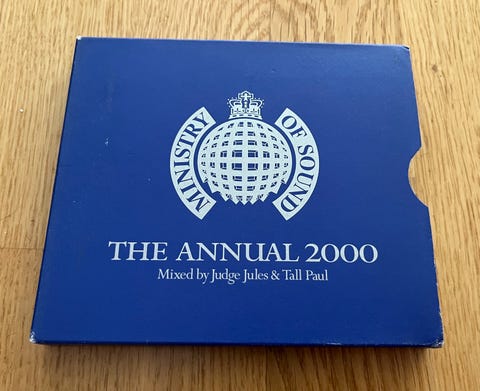 MINISTRY
OF SOUND
THE ANNUAL 2000
Mixed by Judge Jules & Tall Paul